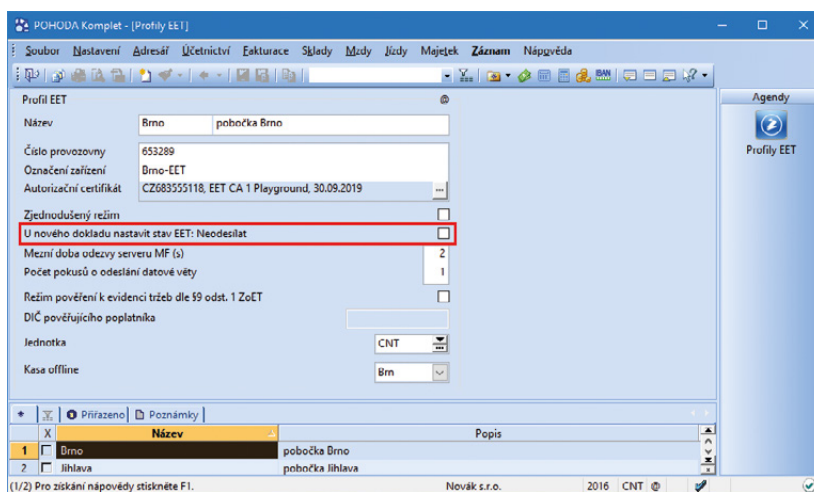 POHODA Komplet - [Profily EET]
Soubor Nastavení Adresář Účetnictví Fakturace Sklady Mzdy Jízdy Majetek Záznam Nápověda
Profil EET @
Agendy
Název Brno pobočka Brno
Profily EET
Číslo provozovny 653289
Označení zařízení Brno-EET
Autorizační certifikát CZ683555118, EET CA 1 Playground, 30.09.2019 ...
Zjednodušený režim
U nového dokladu nastavit stav EET: Neodesílat
Mezní doba odezvy serveru MF (s) 2
Počet pokusů o odeslání datové věty 1
Režim pověření k evidenci tržeb dle §9 odst. 1 ZoET
DIČ pověřujícího poplatníka
Jednotka CNT
Kasa offline Brn
* Přiřazeno Poznámky
X Název Popis
1 Brno pobočka Brno
2 Jihlava pobočka Jihlava
(1/2) Pro získání nápovědy stiskněte F1. Novák s.r.o. 2016 CNT @